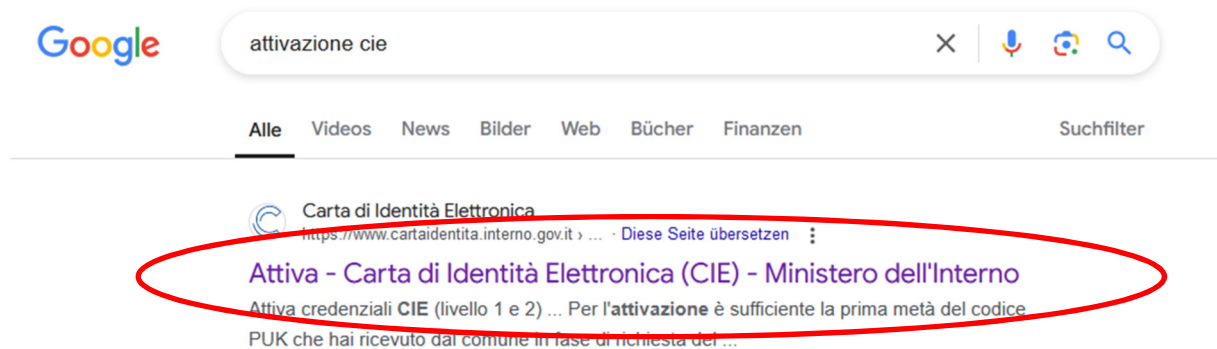 Google
attivazione cie
Alle Videos News Bilder Web Bücher Finanzen Suchfilter
Carta di Identità Elettronica
https://www.cartaidentita.interno.gov.it › ... · Diese Seite übersetzen
Attiva - Carta di Identità Elettronica (CIE) - Ministero dell'Interno
Attiva credenziali CIE (livello 1 e 2) ... Per l'attivazione è sufficiente la prima metà del codice
PUK che hai ricevuto dal comune in fase di richiesta del ...